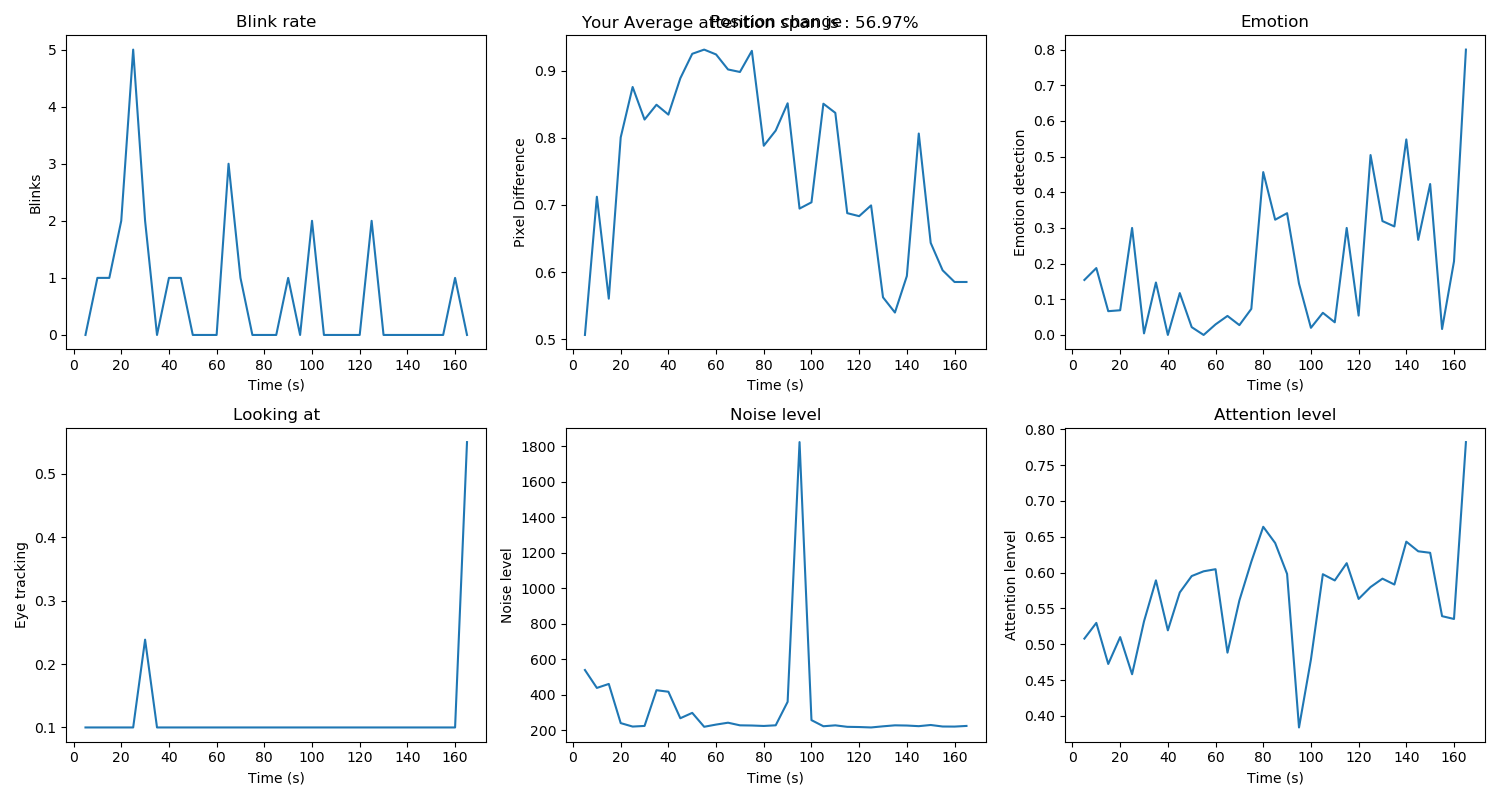 Blink rate
5
4
3
2
1
0
Blinks
0 20 40 60 80 100 120 140 160
Time (s)
Your Average attention span is : 56.97%
Position change
0.9
0.8
0.7
0.6
0.5
Pixel Difference
0 20 40 60 80 100 120 140 160
Time (s)
Emotion
0.8
0.7
0.6
0.5
0.4
0.3
0.2
0.1
0.0
Emotion detection
0 20 40 60 80 100 120 140 160
Time (s)
Looking at
0.5
0.4
0.3
0.2
0.1
Eye tracking
0 20 40 60 80 100 120 140 160
Time (s)
Noise level
1800
1600
1400
1200
1000
800
600
400
200
Noise level
0 20 40 60 80 100 120 140 160
Time (s)
Attention level
0.80
0.75
0.70
0.65
0.60
0.55
0.50
0.45
0.40
Attention lenvel
0 20 40 60 80 100 120 140 160
Time (s)